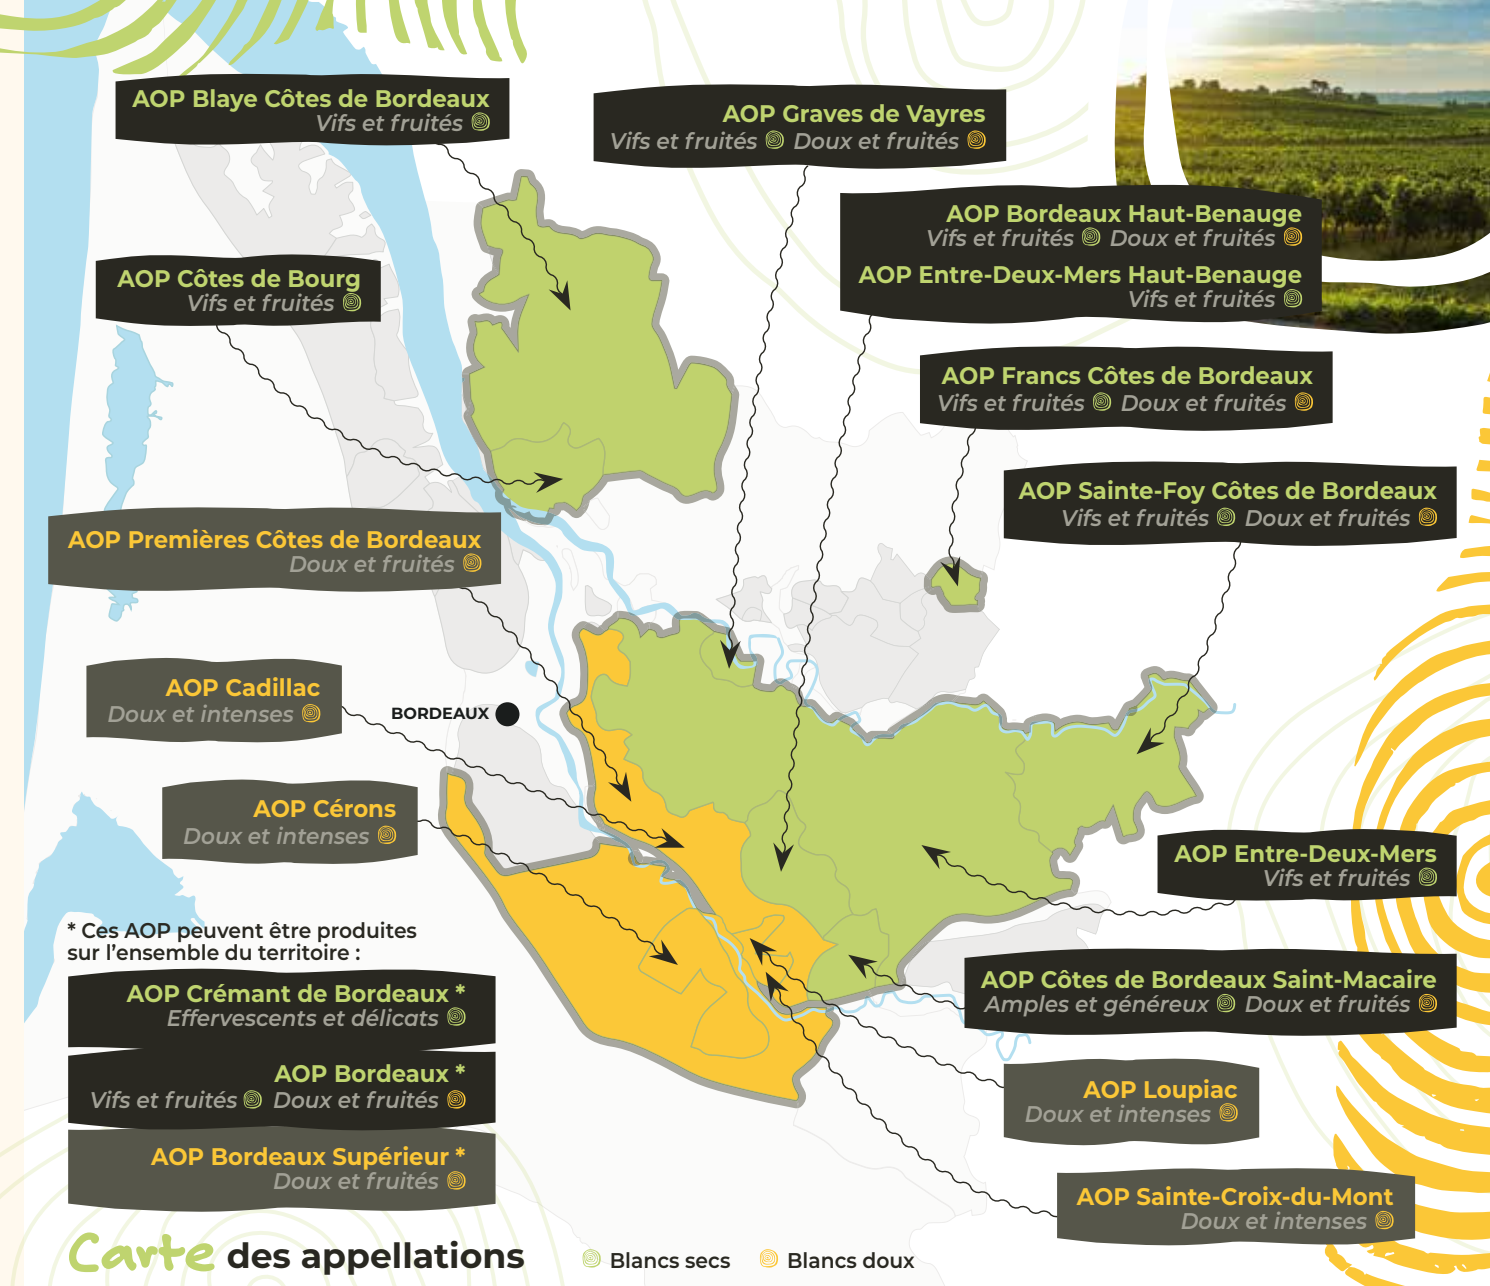 AOP Blaye Côtes de Bordeaux
Vifs et fruités
AOP Graves de Vayres
Vifs et fruités Doux et fruités
AOP Bordeaux Haut-Benauge
Vifs et fruités Doux et fruités
AOP Entre-Deux-Mers Haut-Benauge
Vifs et fruités
AOP Côtes de Bourg
Vifs et fruités
AOP Francs Côtes de Bordeaux
Vifs et fruités Doux et fruités
AOP Sainte-Foy Côtes de Bordeaux
Vifs et fruités Doux et fruités
AOP Premières Côtes de Bordeaux
Doux et fruités
AOP Cadillac
Doux et intenses
BORDEAUX
AOP Cérons
Doux et intenses
AOP Entre-Deux-Mers
Vifs et fruités
* Ces AOP peuvent être produites
sur l'ensemble du territoire :
AOP Crémant de Bordeaux *
Effervescents et délicats
AOP Bordeaux *
Vifs et fruités Doux et fruités
AOP Bordeaux Supérieur *
Doux et fruités
AOP Côtes de Bordeaux Saint-Macaire
Amples et généreux Doux et fruités
AOP Loupiac
Doux et intenses
AOP Sainte-Croix-du-Mont
Doux et intenses
Carte des appellations
Blancs secs Blancs doux